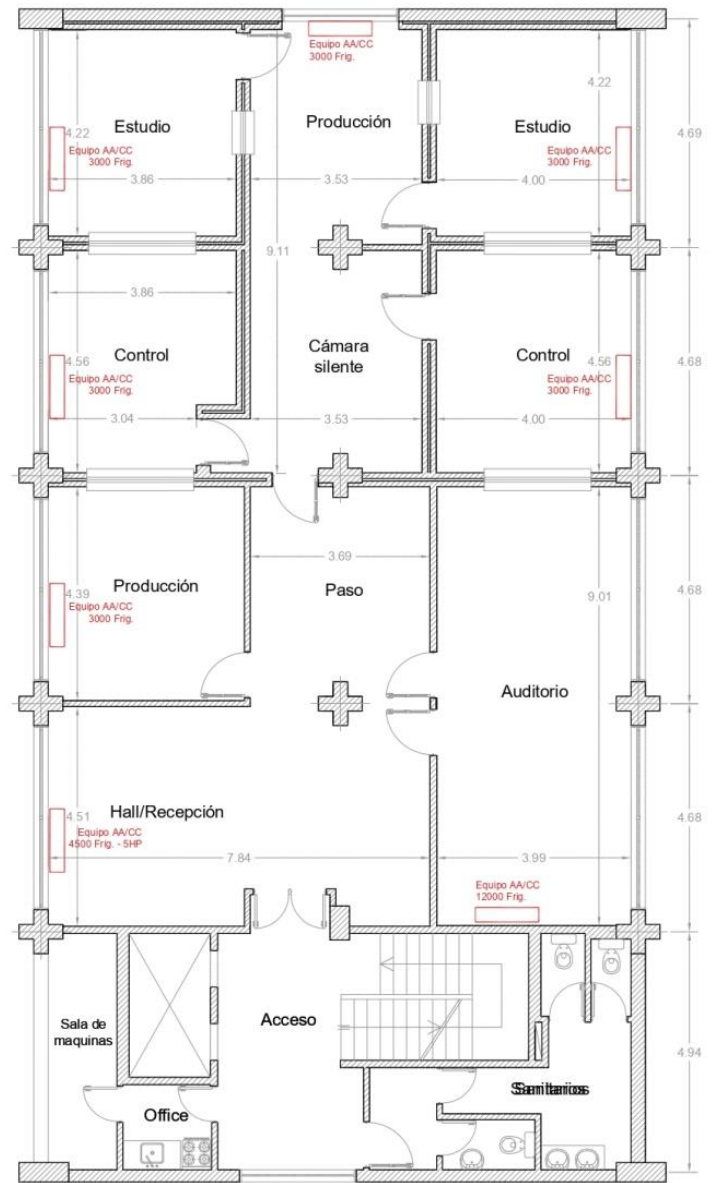 Equipo AA/CC
3000 Frig.
Estudio
Producción
Estudio
4.22
4.22
Equipo AA/CC
3000 Frig.
Equipo AA/CC
3000 Frig.
4.69
3.86
3.53
4.00
9.11
3.86
Control
Cámara
silente
Control
4.56
Equipo AA/CC
3000 Frig.
4.56
Equipo AA/CC
3000 Frig.
4.68
3.04
3.53
4.00
3.69
Producción
Paso
4.39
Equipo AA/CC
3000 Frig.
9.01
4.68
Auditorio
Hall/Recepción
4.51
Equipo AA/CC
4500 Frig. - 5HP
4.68
7.84
3.99
Equipo AA/CC
12000 Frig.
Sala de
maquinas
Acceso
4.94
Sanitarios
Office